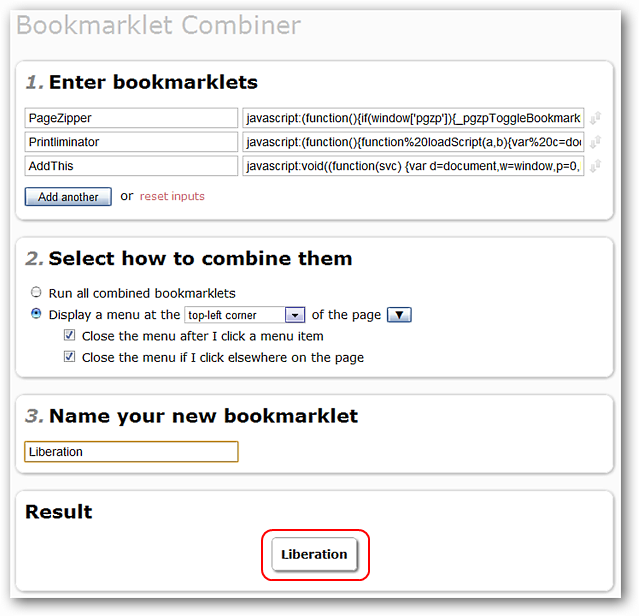 Bookmarklet Combiner
1. Enter bookmarklets
PageZipper javascript:(function(){if(window['pgzp']){_pgzpToggleBookmark
Printliminator javascript:(function(){function%20loadScript(a,b){var%20c=doc
AddThis javascript:void((function(svc) {var d=document,w=window,p=0,
Add another or reset inputs
2. Select how to combine them
Run all combined bookmarklets
Display a menu at the top-left corner of the page ▼
Close the menu after I click a menu item
Close the menu if I click elsewhere on the page
3. Name your new bookmarklet
Liberation
Result
Liberation